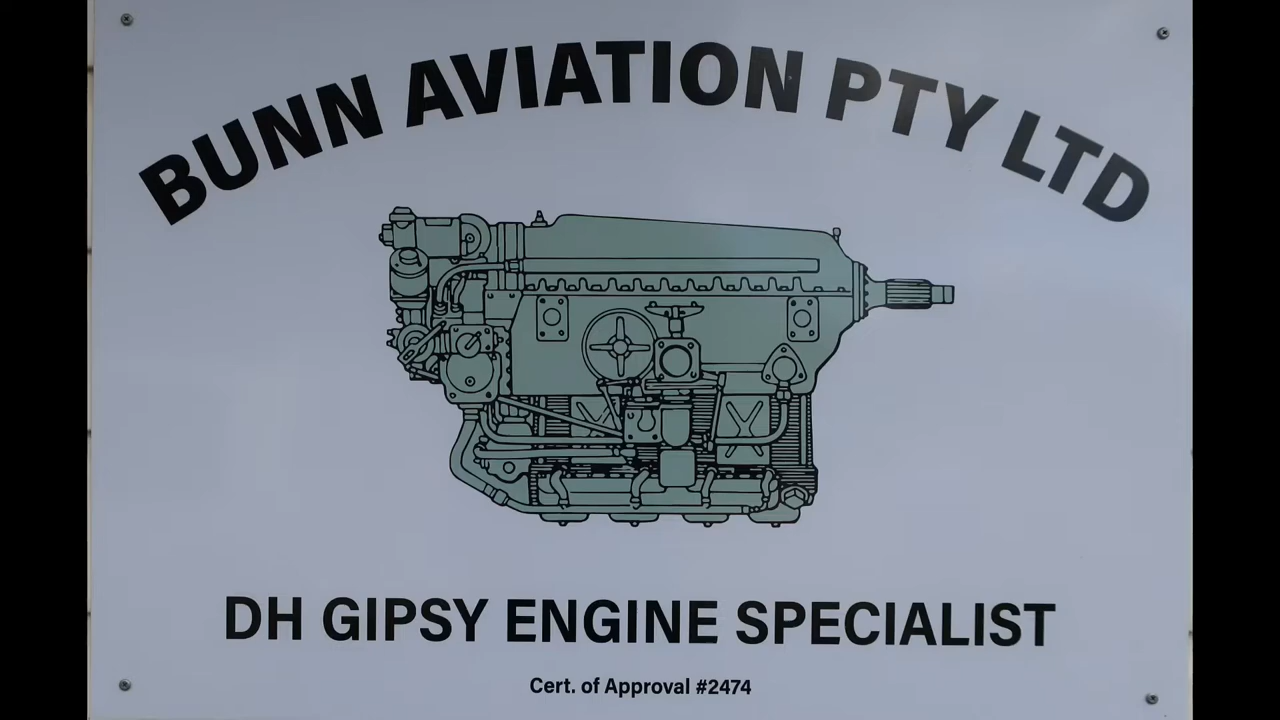 BUNN AVIATION PTY LTD
DH GIPSY ENGINE SPECIALIST
Cert. of Approval #2474